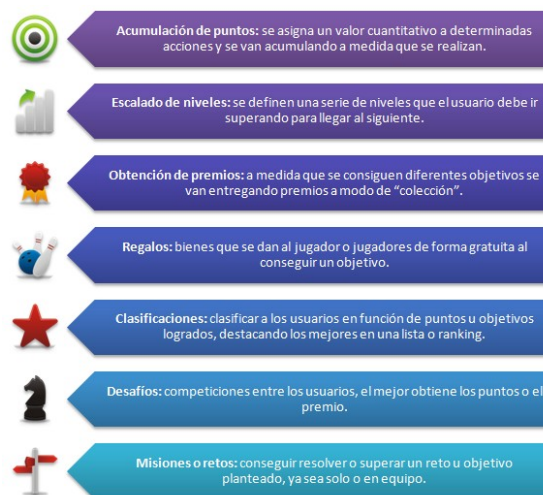 Acumulación de puntos: se asigna un valor cuantitativo a determinadas
acciones y se van acumulando a medida que se realizan.
Escalado de niveles: se definen una serie de niveles que el usuario debe ir
superando para llegar al siguiente.
Obtención de premios: a medida que se consiguen diferentes objetivos se
van entregando premios a modo de “colección”.
Regalos: bienes que se dan al jugador o jugadores de forma gratuita al
conseguir un objetivo.
Clasificaciones: clasificar a los usuarios en función de puntos u objetivos
logrados, destacando los mejores en una lista o ranking.
Desafíos: competiciones entre los usuarios, el mejor obtiene los puntos o el
premio.
Misiones o retos: conseguir resolver o superar un reto u objetivo
planteado, ya sea solo o en equipo.